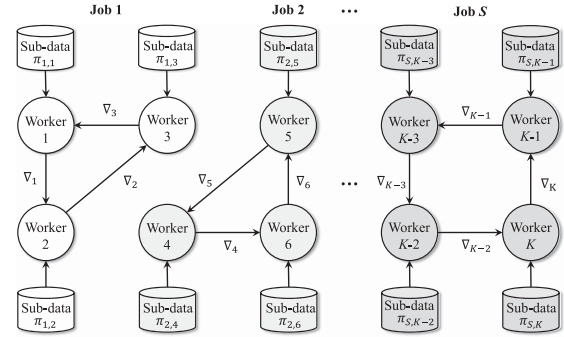 Job 1
Job 2
...
Job S
Sub-data
π1,1
Sub-data
π1,3
Sub-data
π2,5
Sub-data
πS,K−3
Sub-data
πS,K−1
Worker
1
∇3
Worker
3
Worker
5
Worker
K-3
∇K−1
Worker
K-1
∇1
∇2
∇5
∇6
...
∇K−3
∇K
Worker
2
Worker
4
∇4
Worker
6
Worker
K-2
∇K−2
Worker
K
Sub-data
π1,2
Sub-data
π2,4
Sub-data
π2,6
Sub-data
πS,K−2
Sub-data
πS,K